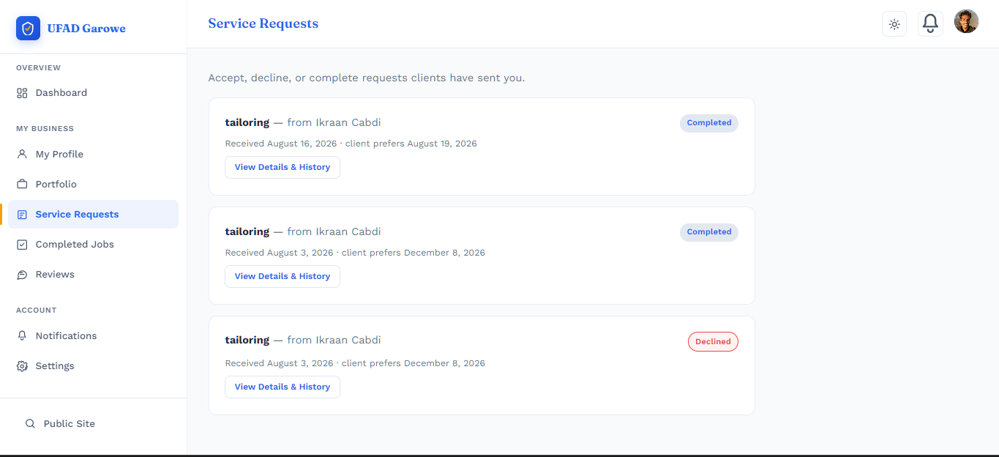 UFAD Garowe
OVERVIEW
Dashboard
MY BUSINESS
My Profile
Portfolio
Service Requests
Completed Jobs
Reviews
ACCOUNT
Notifications
Settings
Public Site
Service Requests
Accept, decline, or complete requests clients have sent you.
tailoring — from Ikraan Cabdi
Completed
Received August 16, 2026 · client prefers August 19, 2026
View Details & History
tailoring — from Ikraan Cabdi
Completed
Received August 3, 2026 · client prefers December 8, 2026
View Details & History
tailoring — from Ikraan Cabdi
Declined
Received August 3, 2026 · client prefers December 8, 2026
View Details & History